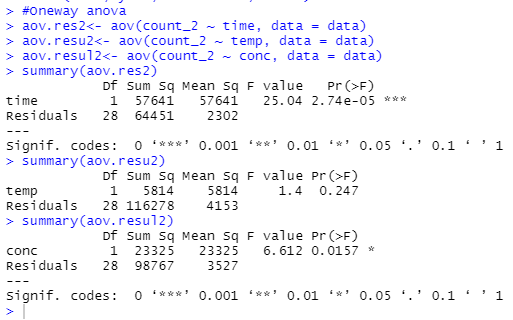 > #Oneway anova
> aov.res2<- aov(count_2 ~ time, data = data)
> aov.resu2<- aov(count_2 ~ temp, data = data)
> aov.resul2<- aov(count_2 ~ conc, data = data)
> summary(aov.res2)
            Df Sum Sq Mean Sq F value   Pr(>F)
time         1  57641   57641   25.04 2.74e-05 ***
Residuals   28  64451    2302
---
Signif. codes:  0 ‘***’ 0.001 ‘**’ 0.01 ‘*’ 0.05 ‘.’ 0.1 ‘ ’ 1
> summary(aov.resu2)
            Df Sum Sq Mean Sq F value Pr(>F)
temp         1   5814    5814     1.4  0.247
Residuals   28 116278    4153
> summary(aov.resul2)
            Df Sum Sq Mean Sq F value Pr(>F)
conc         1  23325   23325   6.612 0.0157 *
Residuals   28  98767    3527
---
Signif. codes:  0 ‘***’ 0.001 ‘**’ 0.01 ‘*’ 0.05 ‘.’ 0.1 ‘ ’ 1
>